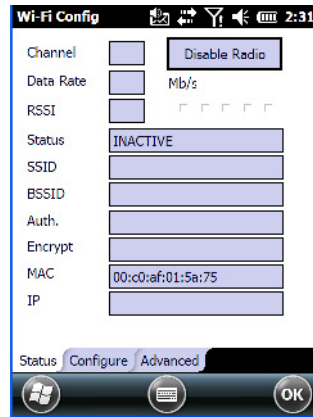 Wi-Fi Config 2:31
Channel Disable Radio
Data Rate Mb/s
RSSI
Status INACTIVE
SSID
BSSID
Auth.
Encrypt
MAC 00:c0:af:01:5a:75
IP
Status Configure Advanced
OK